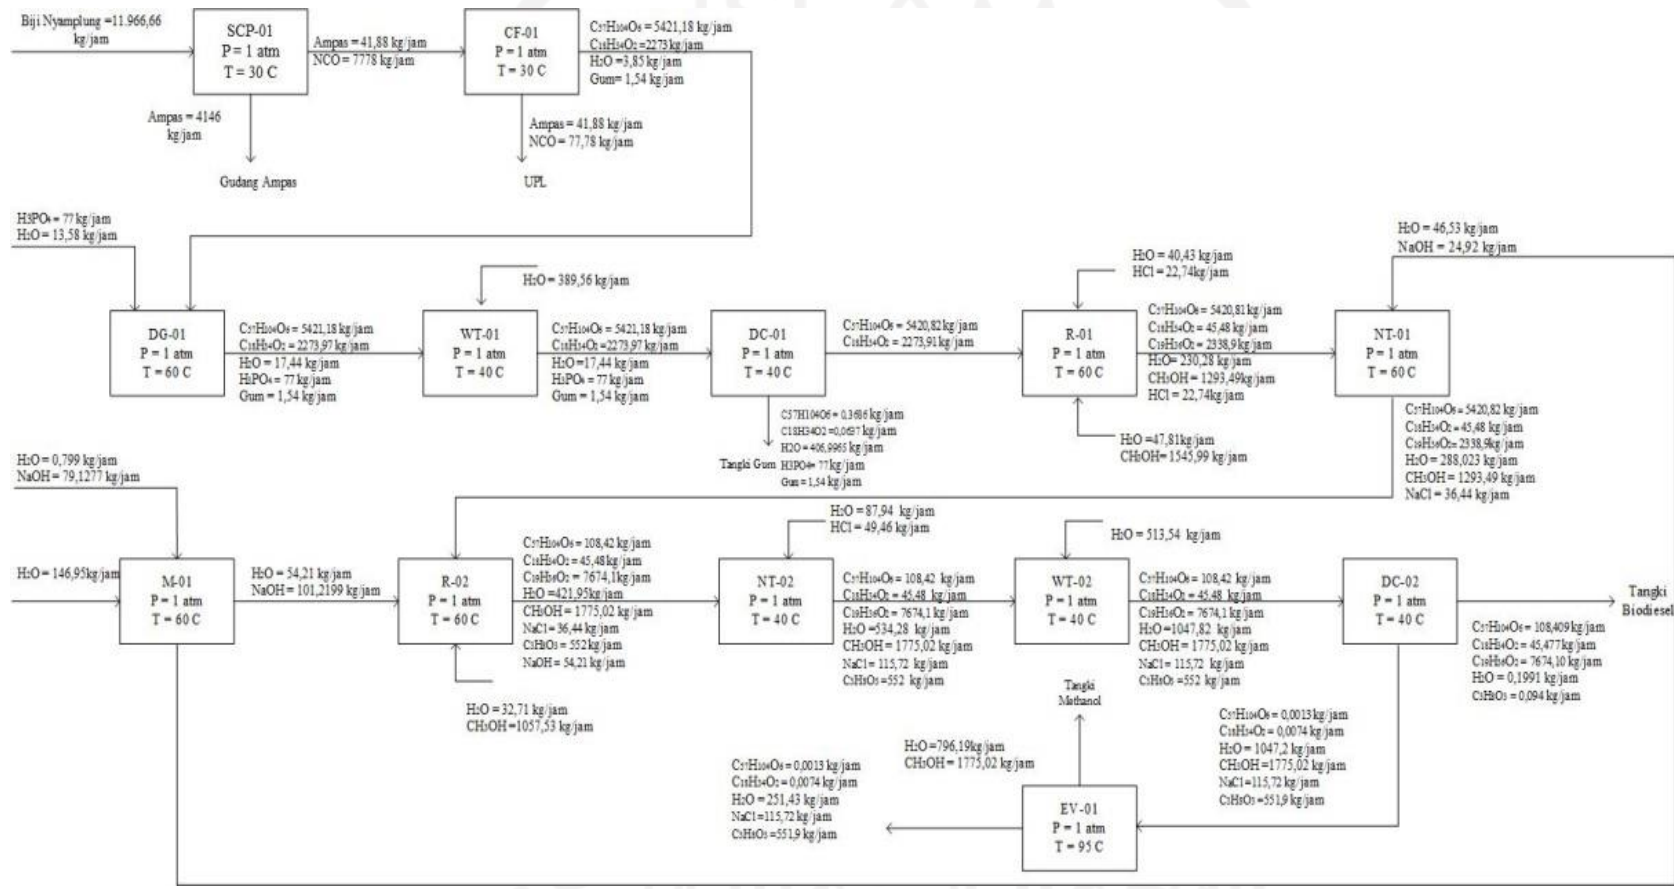 Biji Nyamplung =11.966,66
kg/jam
SCP-01
P = 1 atm
T = 30 C
Ampas = 41,88 kg/jam
NCO = 7778 kg/jam
CF-01
P = 1 atm
T = 30 C
C57H104O6 = 5421,18 kg/jam
C18H34O2 =2273kg/jam
H2O =3,85 kg/jam
Gum= 1,54 kg/jam
Ampas = 4146
kg/jam
Gudang Ampas
Ampas = 41,88 kg/jam
NCO = 77,78 kg/jam
UPL
H3PO4 = 77 kg/jam
H2O = 13,58 kg/jam
DG-01
P = 1 atm
T = 60 C
C57H104O6 = 5421,18 kg/jam
C18H34O2 = 2273,97 kg/jam
H2O = 17,44 kg/jam
H3PO4 = 77 kg/jam
Gum = 1,54 kg/jam
H2O = 389,56 kg/jam
WT-01
P = 1 atm
T = 40 C
C57H104O6 = 5421,18 kg/jam
C18H34O2 = 2273,97 kg/jam
H2O=17,44 kg/jam
H3PO4 = 77 kg/jam
Gum = 1,54 kg/jam
DC-01
P = 1 atm
T = 40 C
C57H104O6 = 5420,82 kg/jam
C18H34O2 = 2273,91 kg/jam
C57H104O6 = 0,3686 kg/jam
C18H34O2 =0,0637 kg/jam
H2O = 406,9965 kg/jam
Tangki Gum H3PO4= 77 kg/jam
Gum = 1,54 kg/jam
H2O = 40,43 kg/jam
HCl = 22,74kg/jam
R-01
P = 1 atm
T = 60 C
H2O =47,81kg/jam
CH3OH= 1545,99 kg/jam
C57H104O6 = 5420,81 kg/jam
C18H34O2 = 45,48 kg/jam
C19H36O2 = 2338,9 kg/jam
H2O= 230,28 kg/jam
CH3OH = 1293,49kg/jam
HCl = 22,74 kg/jam
H2O = 46,53 kg/jam
NaOH = 24,92 kg/jam
NT-01
P = 1 atm
T = 60 C
C57H104O6 = 5420,82 kg/jam
C18H34O2 = 45,48 kg/jam
C19H36O2= 2338,9kg/jam
H2O = 288,023 kg/jam
CH3OH = 1293,49 kg/jam
NaCl = 36,44 kg/jam
H2O = 0,799 kg/jam
NaOH = 79,1277 kg/jam
H2O = 146,95kg/jam
M-01
P = 1 atm
T = 60 C
H2O = 54,21 kg/jam
NaOH = 101,2199 kg/jam
R-02
P = 1 atm
T = 60 C
H2O = 32,71 kg/jam
CH3OH =1057,53 kg/jam
C57H104O6 = 108,42 kg/jam
C18H34O2 = 45,48 kg/jam
C19H36O2 = 7674,1 kg/jam
H2O =421,95kg/jam
CH3OH = 1775,02 kg/jam
NaCl = 36,44 kg/jam
C3H8O3 = 552 kg/jam
NaOH = 54,21 kg/jam
H2O = 87,94 kg/jam
HCl = 49,46 kg/jam
NT-02
P = 1 atm
T = 40 C
C57H104O6 = 108,42 kg/jam
C18H34O2 = 45,48 kg/jam
C19H36O2 = 7674,1 kg/jam
H2O =534,28 kg/jam
CH3OH = 1775,02 kg/jam
NaCl = 115,72 kg/jam
C3H8O3 =552 kg/jam
H2O = 513,54 kg/jam
WT-02
P = 1 atm
T = 40 C
C57H104O6 = 108,42 kg/jam
C18H34O2 = 45,48 kg/jam
C19H36O2 = 7674,1 kg/jam
H2O =1047,82 kg/jam
CH3OH = 1775,02 kg/jam
NaCl = 115,72 kg/jam
C3H8O3 =552 kg/jam
DC-02
P = 1 atm
T = 40 C
Tangki
Biodiesel
C57H104O6 = 108,409 kg/jam
C18H34O2 = 45,477 kg/jam
C19H36O2 = 7674,10 kg/jam
H2O = 0,1991 kg/jam
C3H8O3 = 0,094 kg/jam
C57H104O6 = 0,0013 kg/jam
C18H34O2 = 0,0074 kg/jam
H2O = 1047,2 kg/jam
CH3OH =1775,02 kg/jam
NaCl =115,72 kg/jam
C3H8O3 =551,9 kg/jam
Tangki
Methanol
H2O =796,19kg/jam
CH3OH = 1775,02 kg/jam
EV-01
P = 1 atm
T = 95 C
C57H104O6 = 0,0013 kg/jam
C18H34O2 = 0,0074 kg/jam
H2O = 251,43 kg/jam
NaCl =115,72 kg/jam
C3H8O3 =551,9 kg/jam